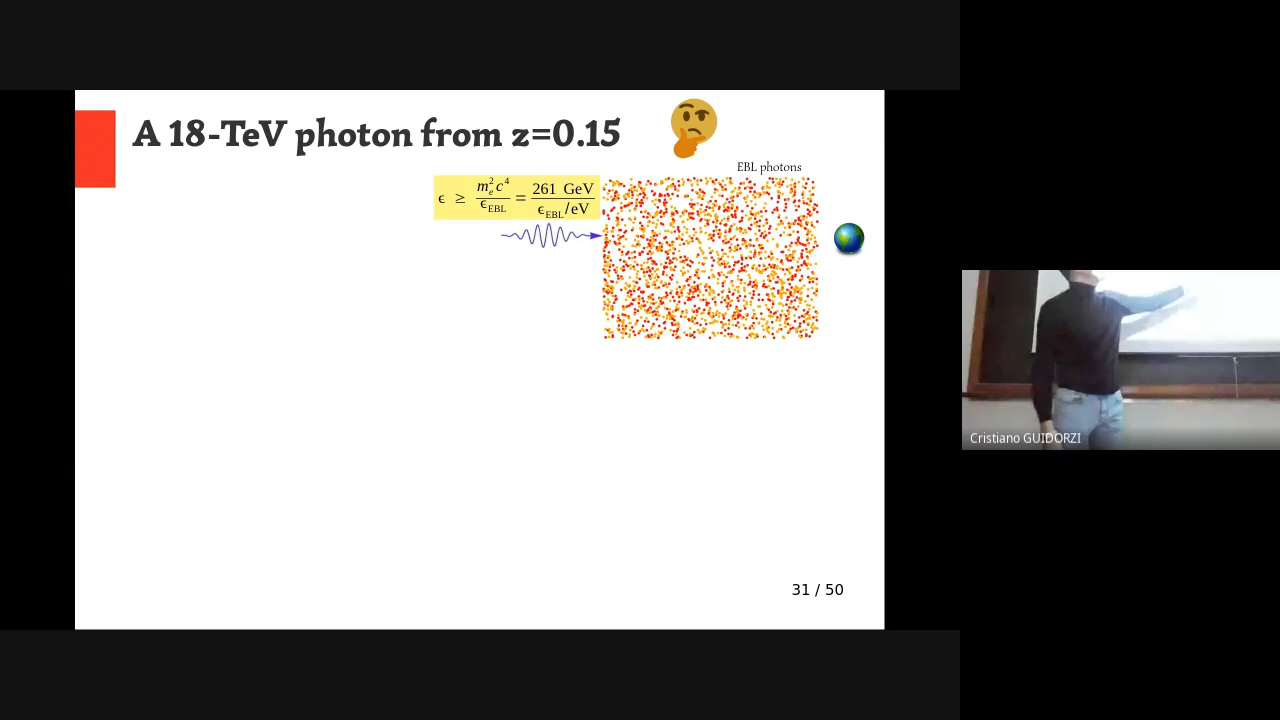 A 18-TeV photon from z=0.15
EBL photons
ϵ ≥ m_e^2 c^4 / ϵ_EBL = 261 GeV / ϵ_EBL/eV
Cristiano GUIDORZI
31 / 50